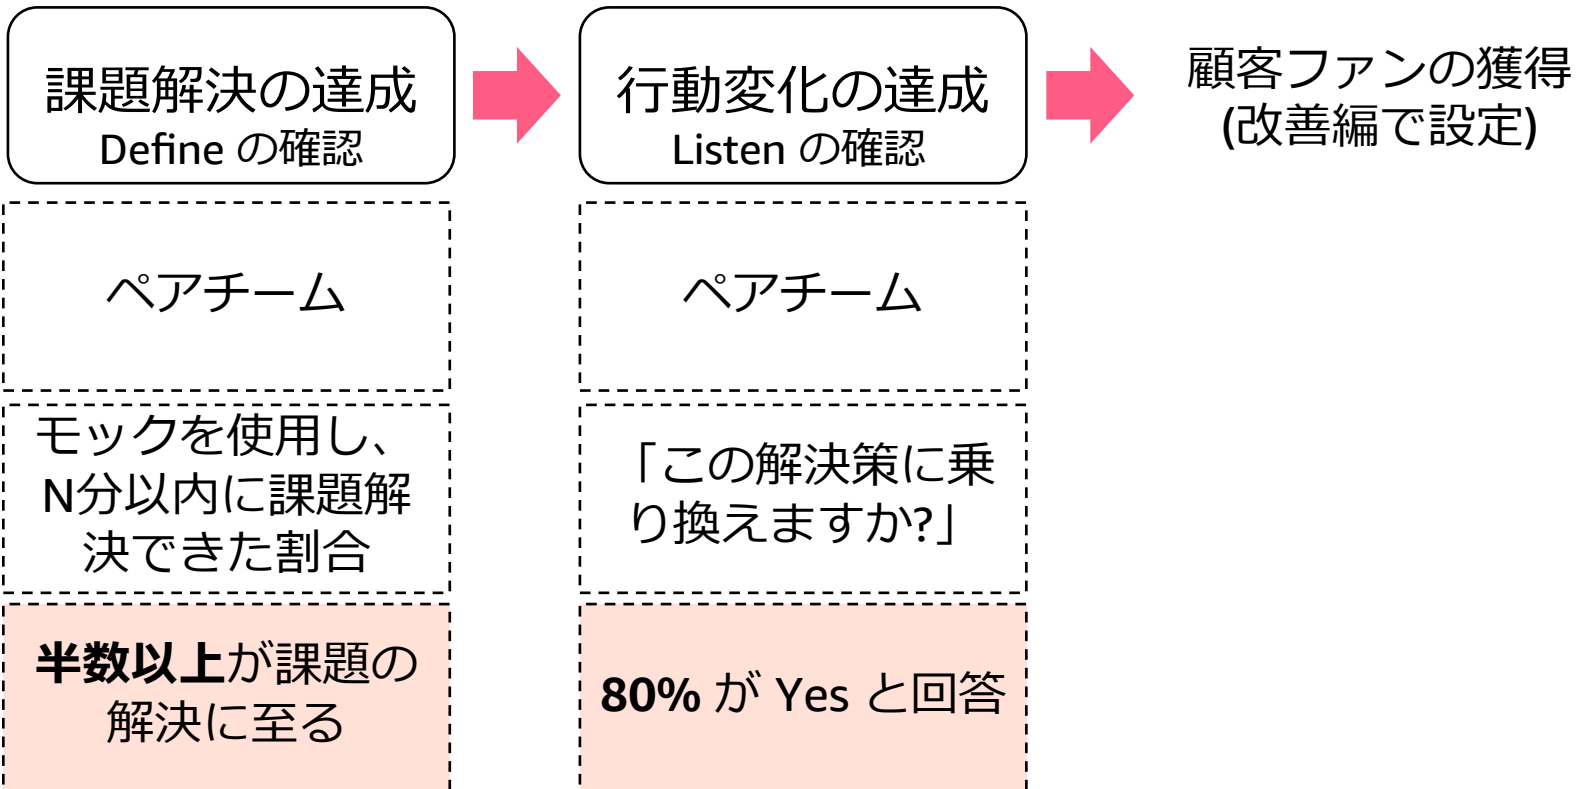 課題解決の達成
Define の確認
行動変化の達成
Listen の確認
顧客ファンの獲得
(改善編で設定)
ペアチーム
ペアチーム
モックを使用し、
N分以内に課題解
決できた割合
「この解決策に乗
り換えますか?」
半数以上が課題の
解決に至る
80% が Yes と回答